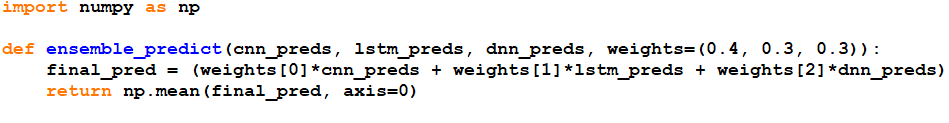 import numpy as np
def ensemble_predict(cnn_preds, lstm_preds, dnn_preds, weights=(0.4, 0.3, 0.3)):
    final_pred = (weights[0]*cnn_preds + weights[1]*lstm_preds + weights[2]*dnn_preds)
    return np.mean(final_pred, axis=0)